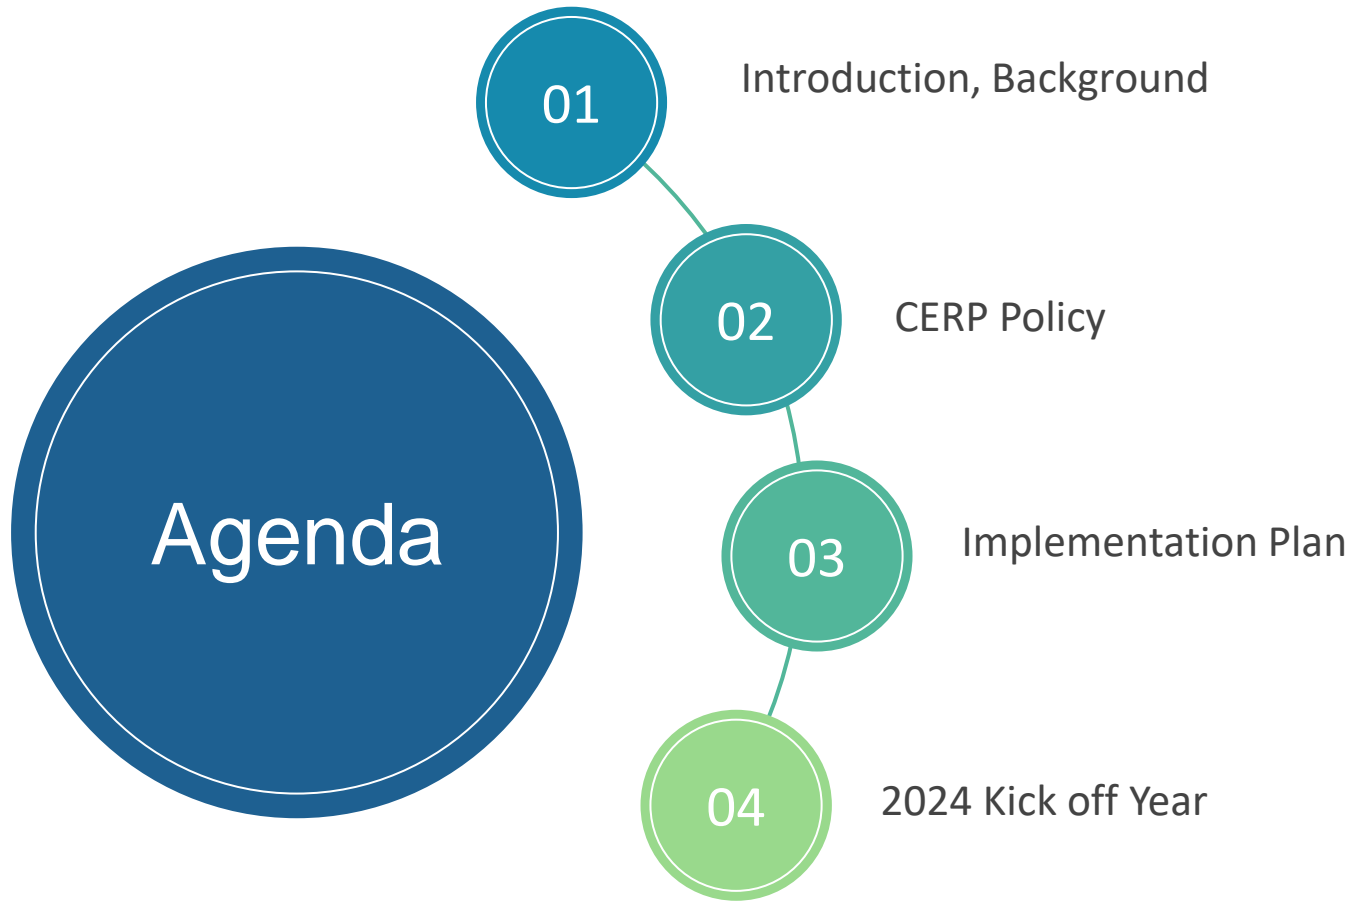 Agenda
01
Introduction, Background
02
CERP Policy
03
Implementation Plan
04
2024 Kick off Year